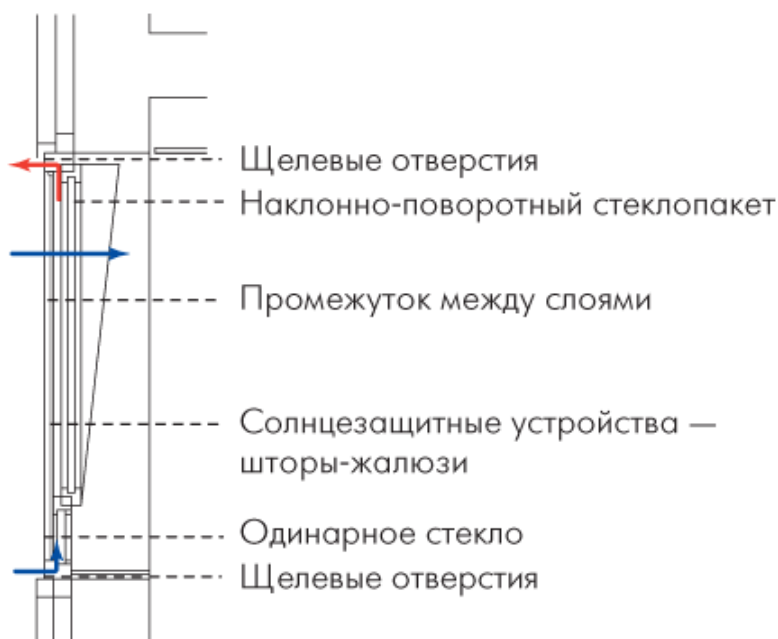 Щелевые отверстия
Наклонно-поворотный стеклопакет
Промежуток между слоями
Солнцезащитные устройства —
шторы-жалюзи
Одинарное стекло
Щелевые отверстия